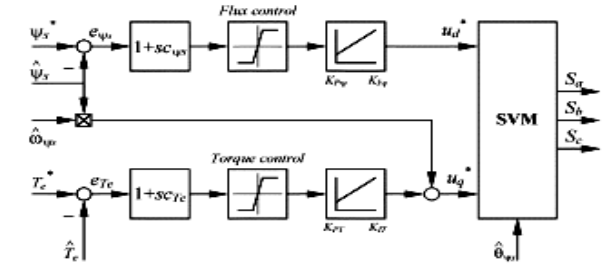 Flux control
ψs* eψs 1+scψs ud*
ψ̂s KPψ KIψ
ω̂ψs SVM Sa Sb Sc
Torque control
Te* eTe 1+scTe uq*
T̂e KPT KIT θ̂ψs